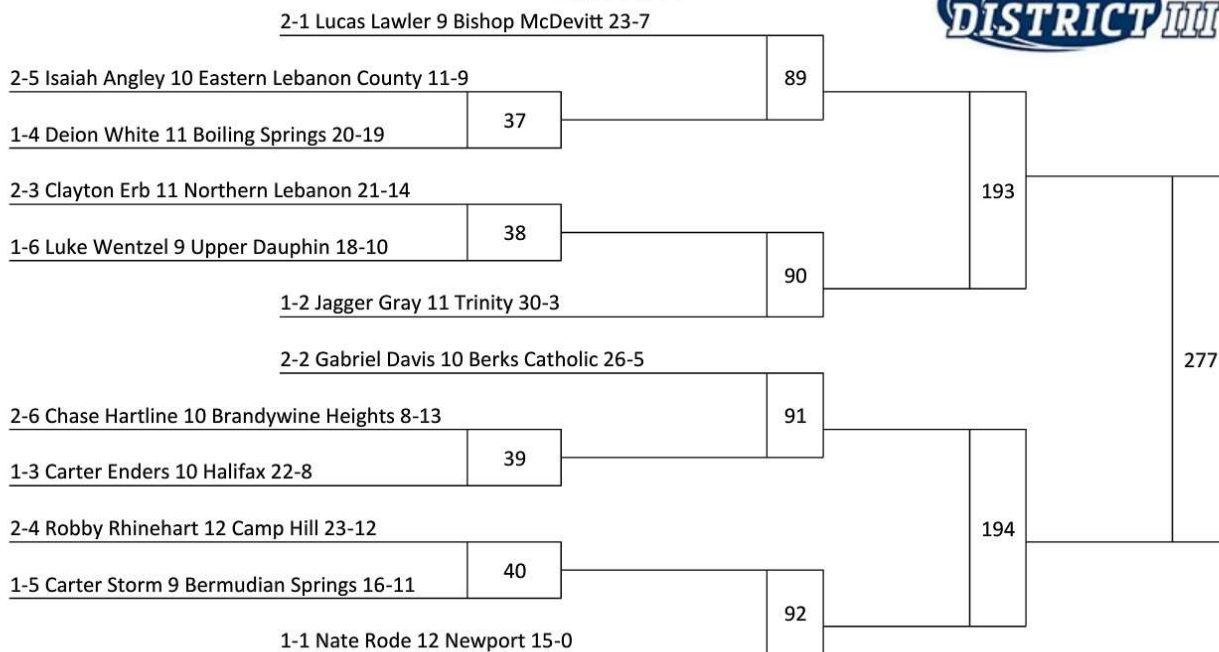 DISTRICT III
2-1 Lucas Lawler 9 Bishop McDevitt 23-7
89
2-5 Isaiah Angley 10 Eastern Lebanon County 11-9
37
1-4 Deion White 11 Boiling Springs 20-19
193
2-3 Clayton Erb 11 Northern Lebanon 21-14
38
1-6 Luke Wentzel 9 Upper Dauphin 18-10
90
1-2 Jagger Gray 11 Trinity 30-3
277
2-2 Gabriel Davis 10 Berks Catholic 26-5
91
2-6 Chase Hartline 10 Brandywine Heights 8-13
39
1-3 Carter Enders 10 Halifax 22-8
194
2-4 Robby Rhinehart 12 Camp Hill 23-12
40
1-5 Carter Storm 9 Bermudian Springs 16-11
92
1-1 Nate Rode 12 Newport 15-0